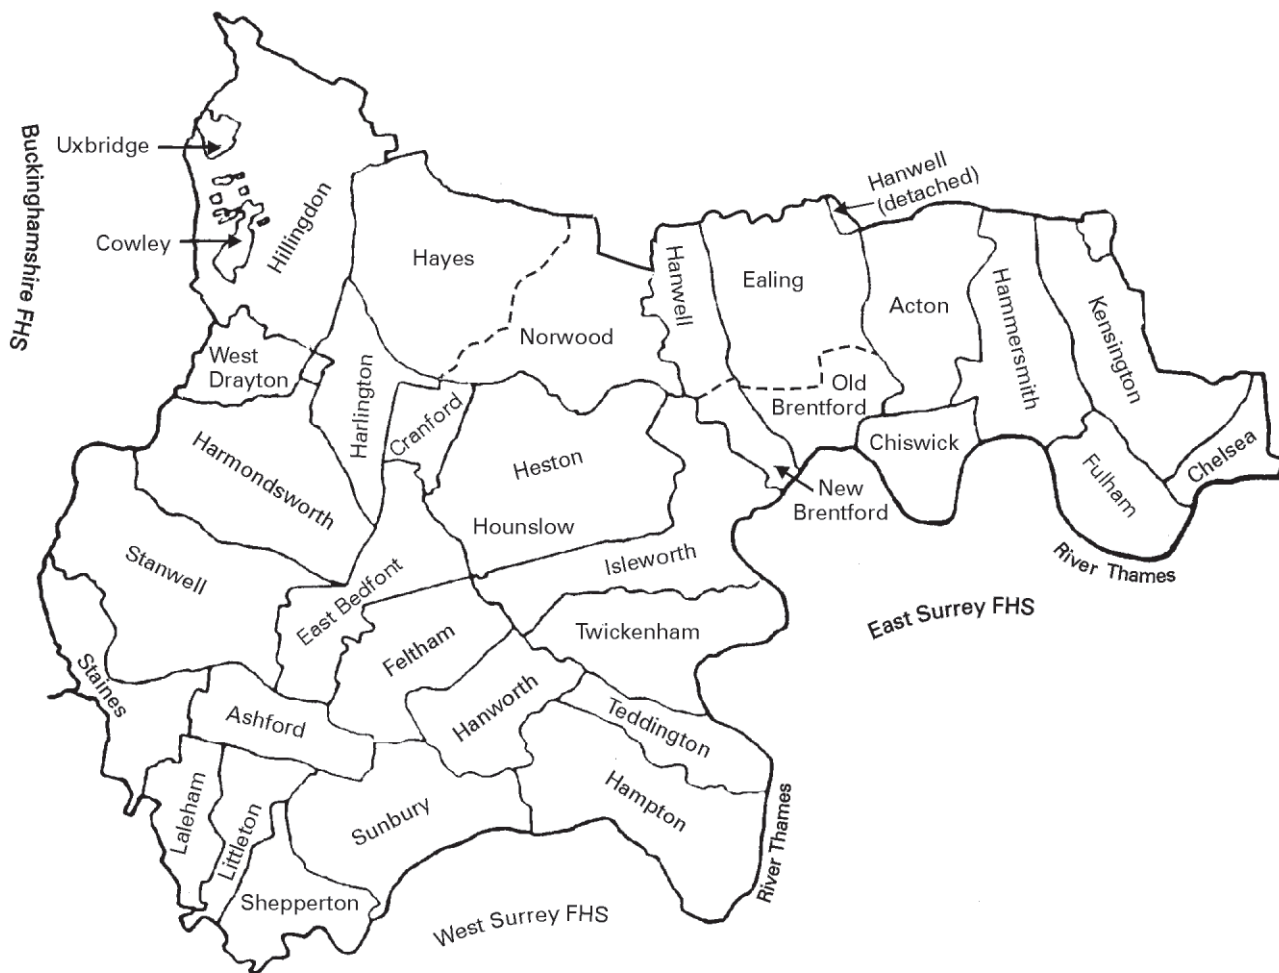 Buckinghamshire FHS
Uxbridge
Cowley
Hillingdon
Hayes
Norwood
Hanwell
Ealing
Hanwell
(detached)
Acton
Hammersmith
Kensington
Chelsea
West
Drayton
Harlington
Cranford
Old
Brentford
Chiswick
Fulham
Harmondsworth
Heston
Hounslow
New
Brentford
River Thames
Stanwell
East Bedfont
Isleworth
East Surrey FHS
Staines
Feltham
Twickenham
Ashford
Hanworth
Teddington
Laleham
Littleton
Sunbury
Hampton
River Thames
Shepperton
West Surrey FHS